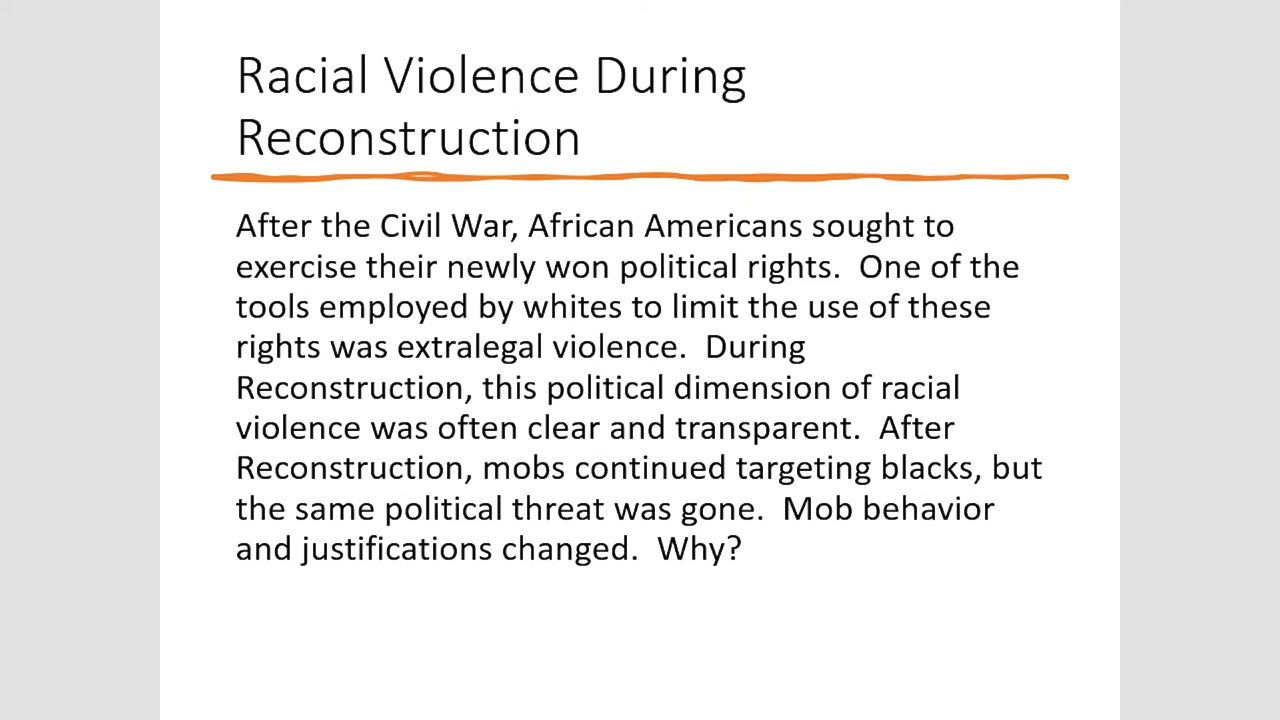 Racial Violence During
Reconstruction
After the Civil War, African Americans sought to
exercise their newly won political rights.  One of the
tools employed by whites to limit the use of these
rights was extralegal violence.  During
Reconstruction, this political dimension of racial
violence was often clear and transparent.  After
Reconstruction, mobs continued targeting blacks, but
the same political threat was gone.  Mob behavior
and justifications changed.  Why?